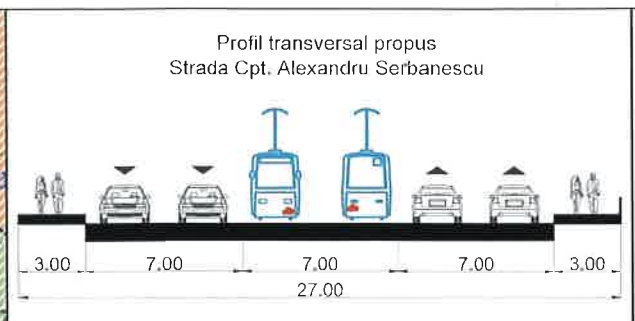 Profil transversal propus
Strada Cpt. Alexandru Serbanescu
3.00 7.00 7.00 7.00 3.00
27.00